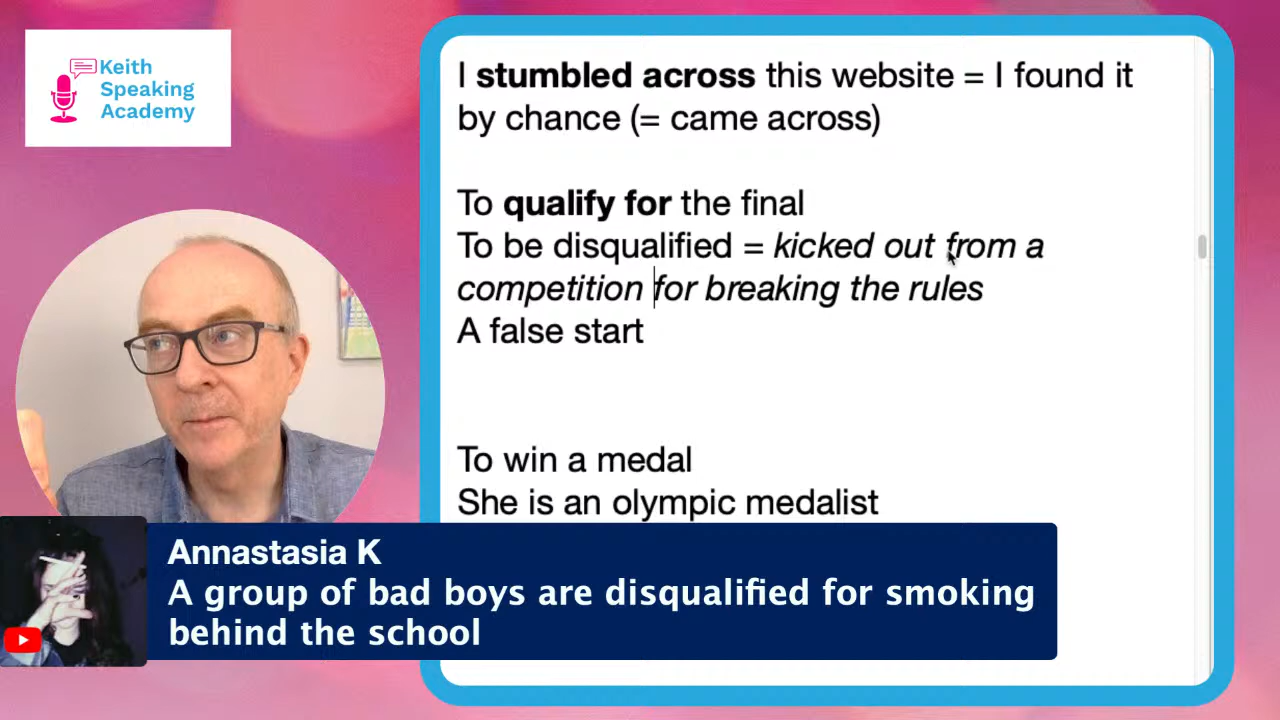 Keith
Speaking
Academy
I stumbled across this website = I found it
by chance (= came across)
To qualify for the final
To be disqualified = kicked out from a
competition for breaking the rules
A false start
To win a medal
She is an olympic medalist
Annastasia K
A group of bad boys are disqualified for smoking
behind the school